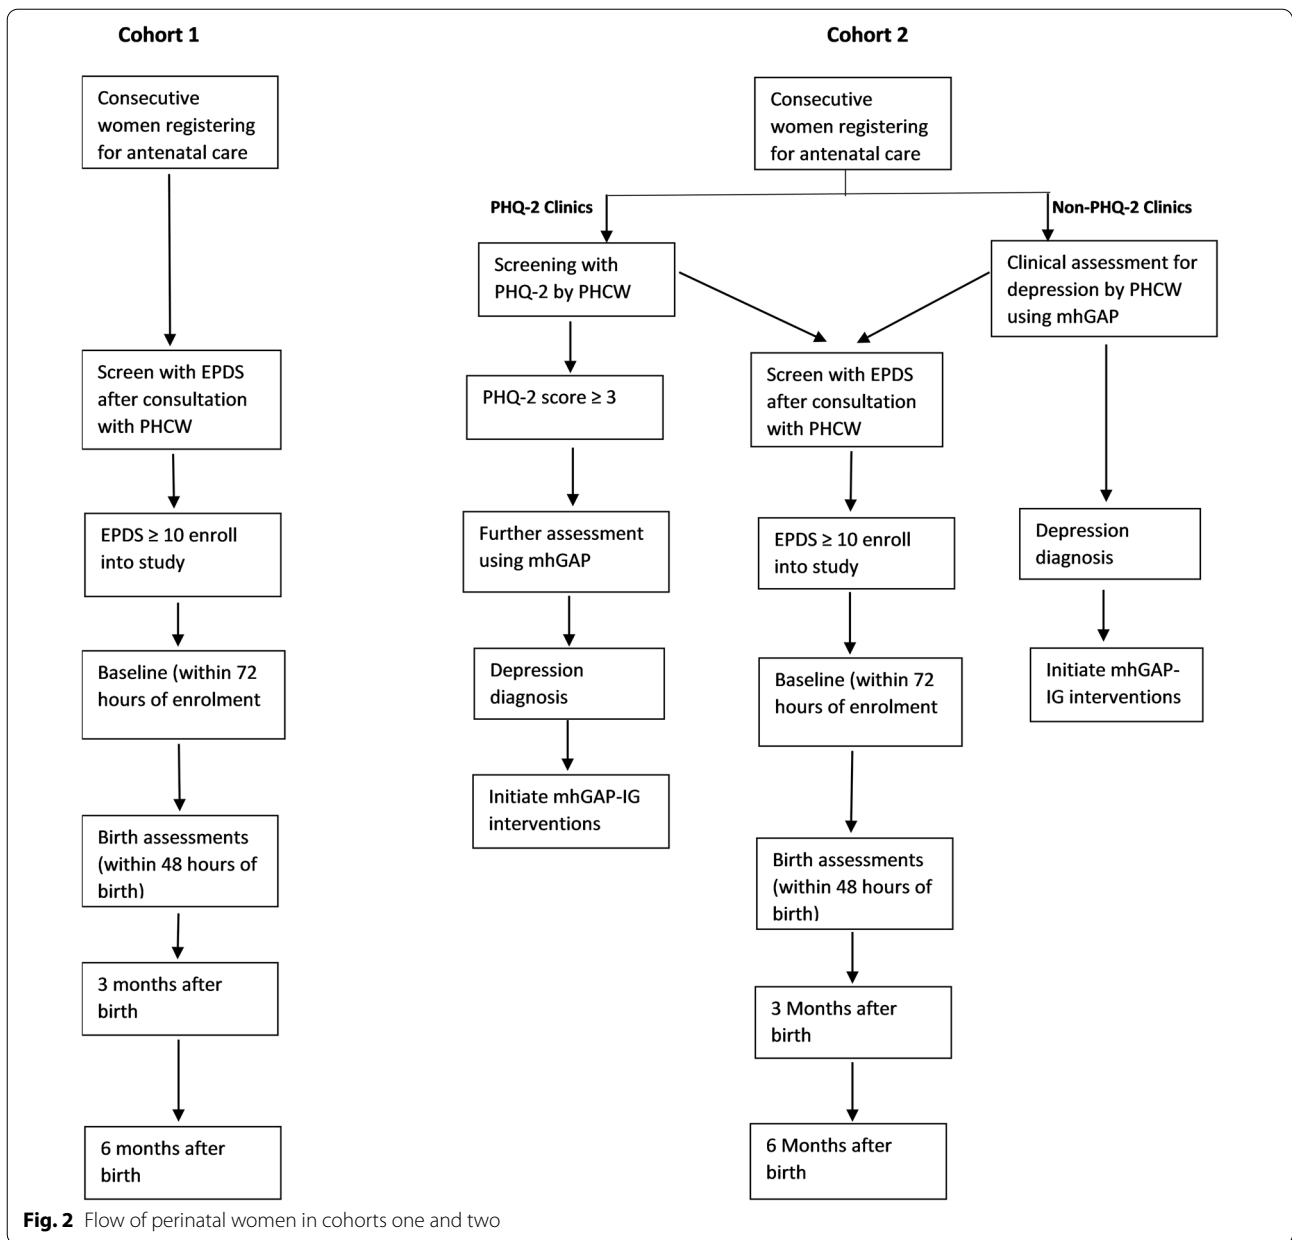 Cohort 1
Consecutive
women registering
for antenatal care
Screen with EPDS
after consultation
with PHCW
EPDS ≥ 10 enroll
into study
Baseline (within 72
hours of enrolment
Birth assessments
(within 48 hours of
birth)
3 months after
birth
6 months after
birth
Cohort 2
Consecutive
women registering
for antenatal care
PHQ-2 Clinics
Non-PHQ-2 Clinics
Screening with
PHQ-2 by PHCW
PHQ-2 score ≥ 3
Further assessment
using mhGAP
Depression
diagnosis
Initiate mhGAP-IG
interventions
Screen with EPDS
after consultation
with PHCW
EPDS ≥ 10 enroll
into study
Baseline (within 72
hours of enrolment
Birth assessments
(within 48 hours of
birth)
3 Months after
birth
6 Months after
birth
Clinical assessment for
depression by PHCW
using mhGAP
Depression
diagnosis
Initiate mhGAP-
IG interventions
Fig. 2 Flow of perinatal women in cohorts one and two